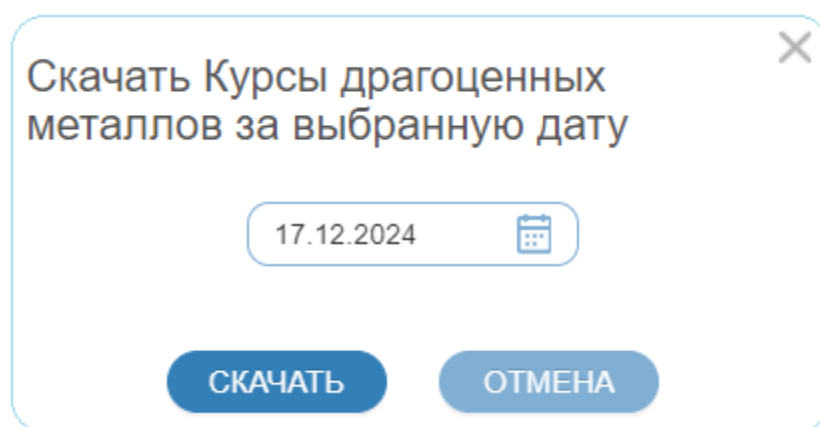 Скачать Курсы драгоценных
металлов за выбранную дату
17.12.2024
СКАЧАТЬ
ОТМЕНА